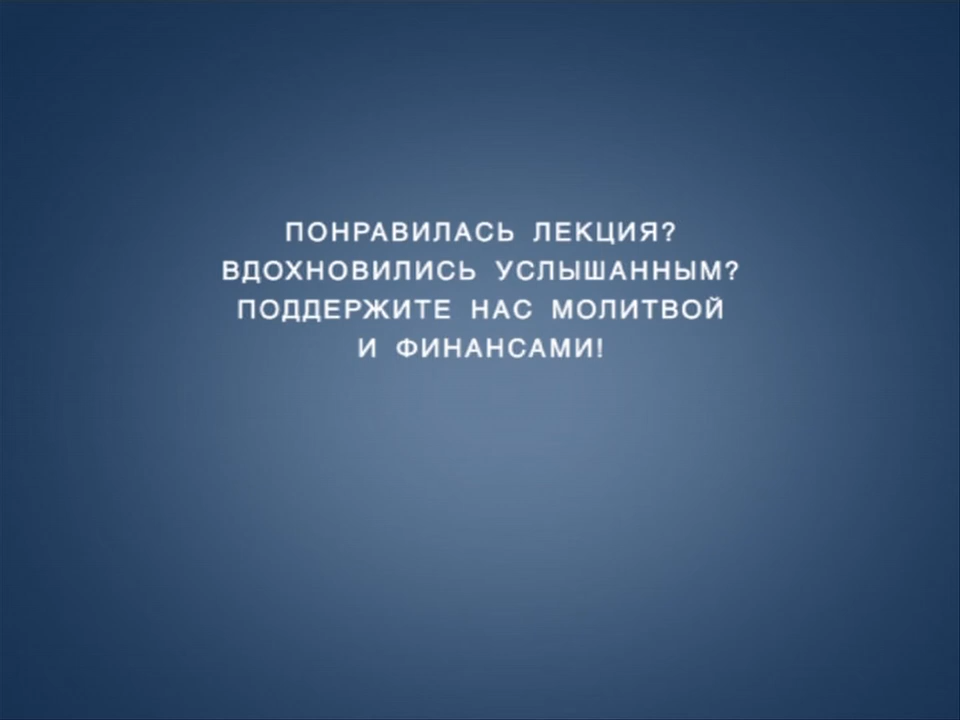 ПОНРАВИЛАСЬ ЛЕКЦИЯ?
ВДОХНОВИЛИСЬ УСЛЫШАННЫМ?
ПОДДЕРЖИТЕ НАС МОЛИТВОЙ
И ФИНАНСАМИ!